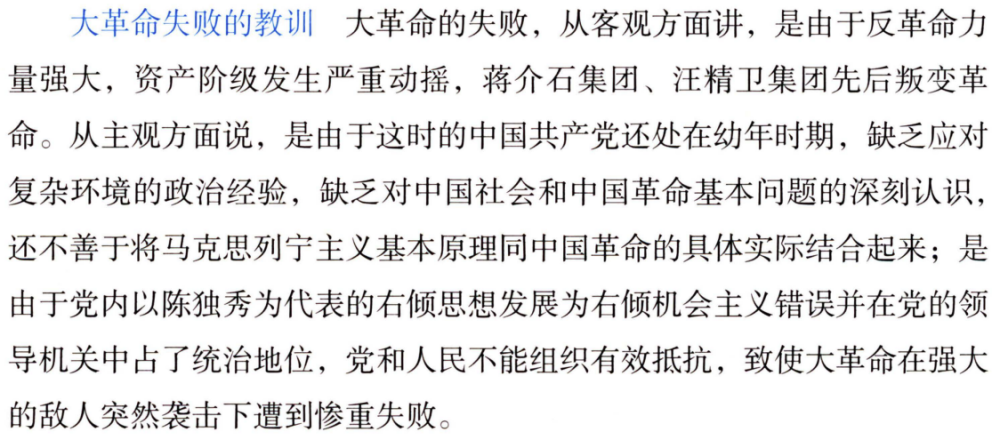 大革命失败的教训　大革命的失败，从客观方面讲，是由于反革命力
量强大，资产阶级发生严重动摇，蒋介石集团、汪精卫集团先后叛变革
命。从主观方面说，是由于这时的中国共产党还处在幼年时期，缺乏应对
复杂环境的政治经验，缺乏对中国社会和中国革命基本问题的深刻认识，
还不善于将马克思列宁主义基本原理同中国革命的具体实际结合起来；是
由于党内以陈独秀为代表的右倾思想发展为右倾机会主义错误并在党的领
导机关中占了统治地位，党和人民不能组织有效抵抗，致使大革命在强大
的敌人突然袭击下遭到惨重失败。